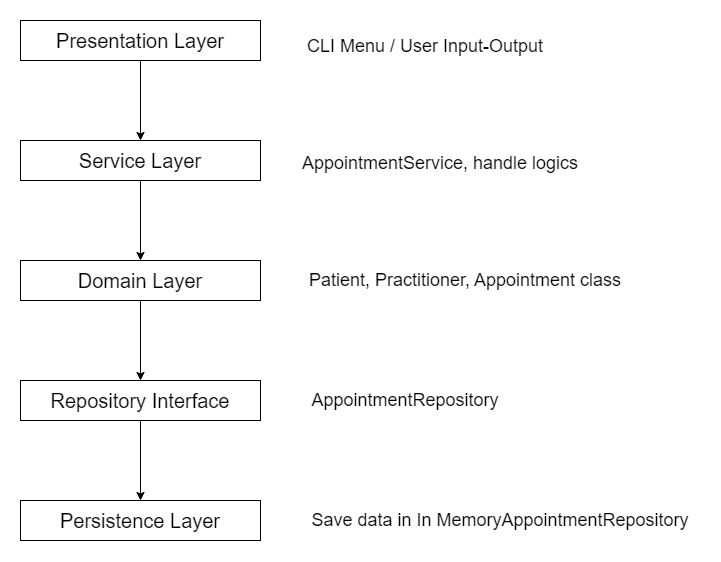 Presentation Layer
CLI Menu / User Input-Output
Service Layer
AppointmentService, handle logics
Domain Layer
Patient, Practitioner, Appointment class
Repository Interface
AppointmentRepository
Persistence Layer
Save data in In MemoryAppointmentRepository